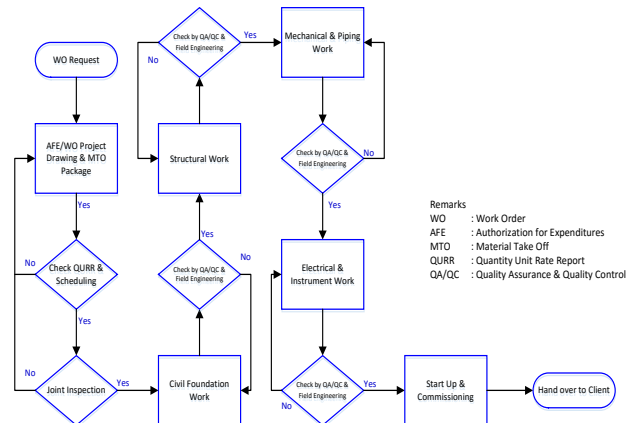 WO Request
AFE/WO Project
Drawing & MTO
Package
Yes
No
Check QURR &
Scheduling
Yes
No
Joint Inspection
Yes
Civil Foundation
Work
No
Check by QA/QC &
Field Engineering
Yes
Structural Work
No
Check by QA/QC &
Field Engineering
Yes
Mechanical & Piping
Work
No
Check by QA/QC &
Field Engineering
Yes
Electrical &
Instrument Work
Check by QA/QC &
Field Engineering
No
Yes
Start Up &
Commissioning
Hand over to Client
Remarks
WO : Work Order
AFE : Authorization for Expenditures
MTO : Material Take Off
QURR : Quantity Unit Rate Report
QA/QC : Quality Assurance & Quality Control